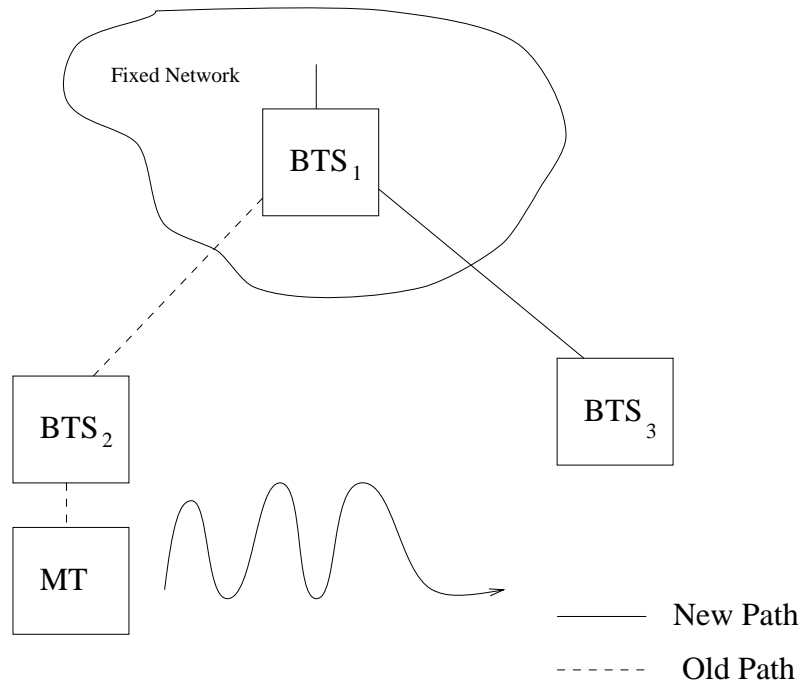 Fixed Network
BTS₁
BTS₂
BTS₃
MT
New Path
Old Path